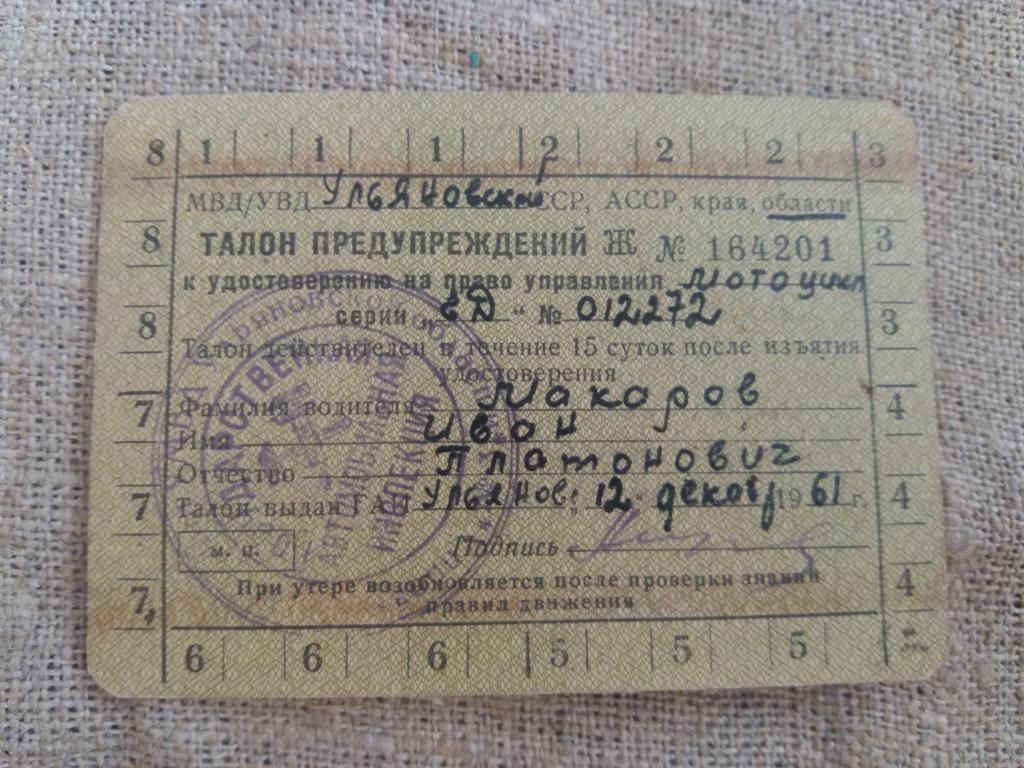 8 1 1 1 2 2 2 3
МВД/УВД Ульяновской ССР, АССР, края, области
8 ТАЛОН ПРЕДУПРЕЖДЕНИЙ Ж № 164201 3
к удостоверению на право управления мотоцикл
8 серии „ЕД“ № 012272 3
Талон действителен в течение 15 суток после изъятия
удостоверения
7 Фамилия водителя Макаров 4
Имя Иван
Отчество Платонович
7 Талон выдан ГАИ Ульянов. „12„ декабр 1961 г. 4
м. п. Подпись
7 При утере возобновляется после проверки знаний 4
правил движения
6 6 6 5 5 5